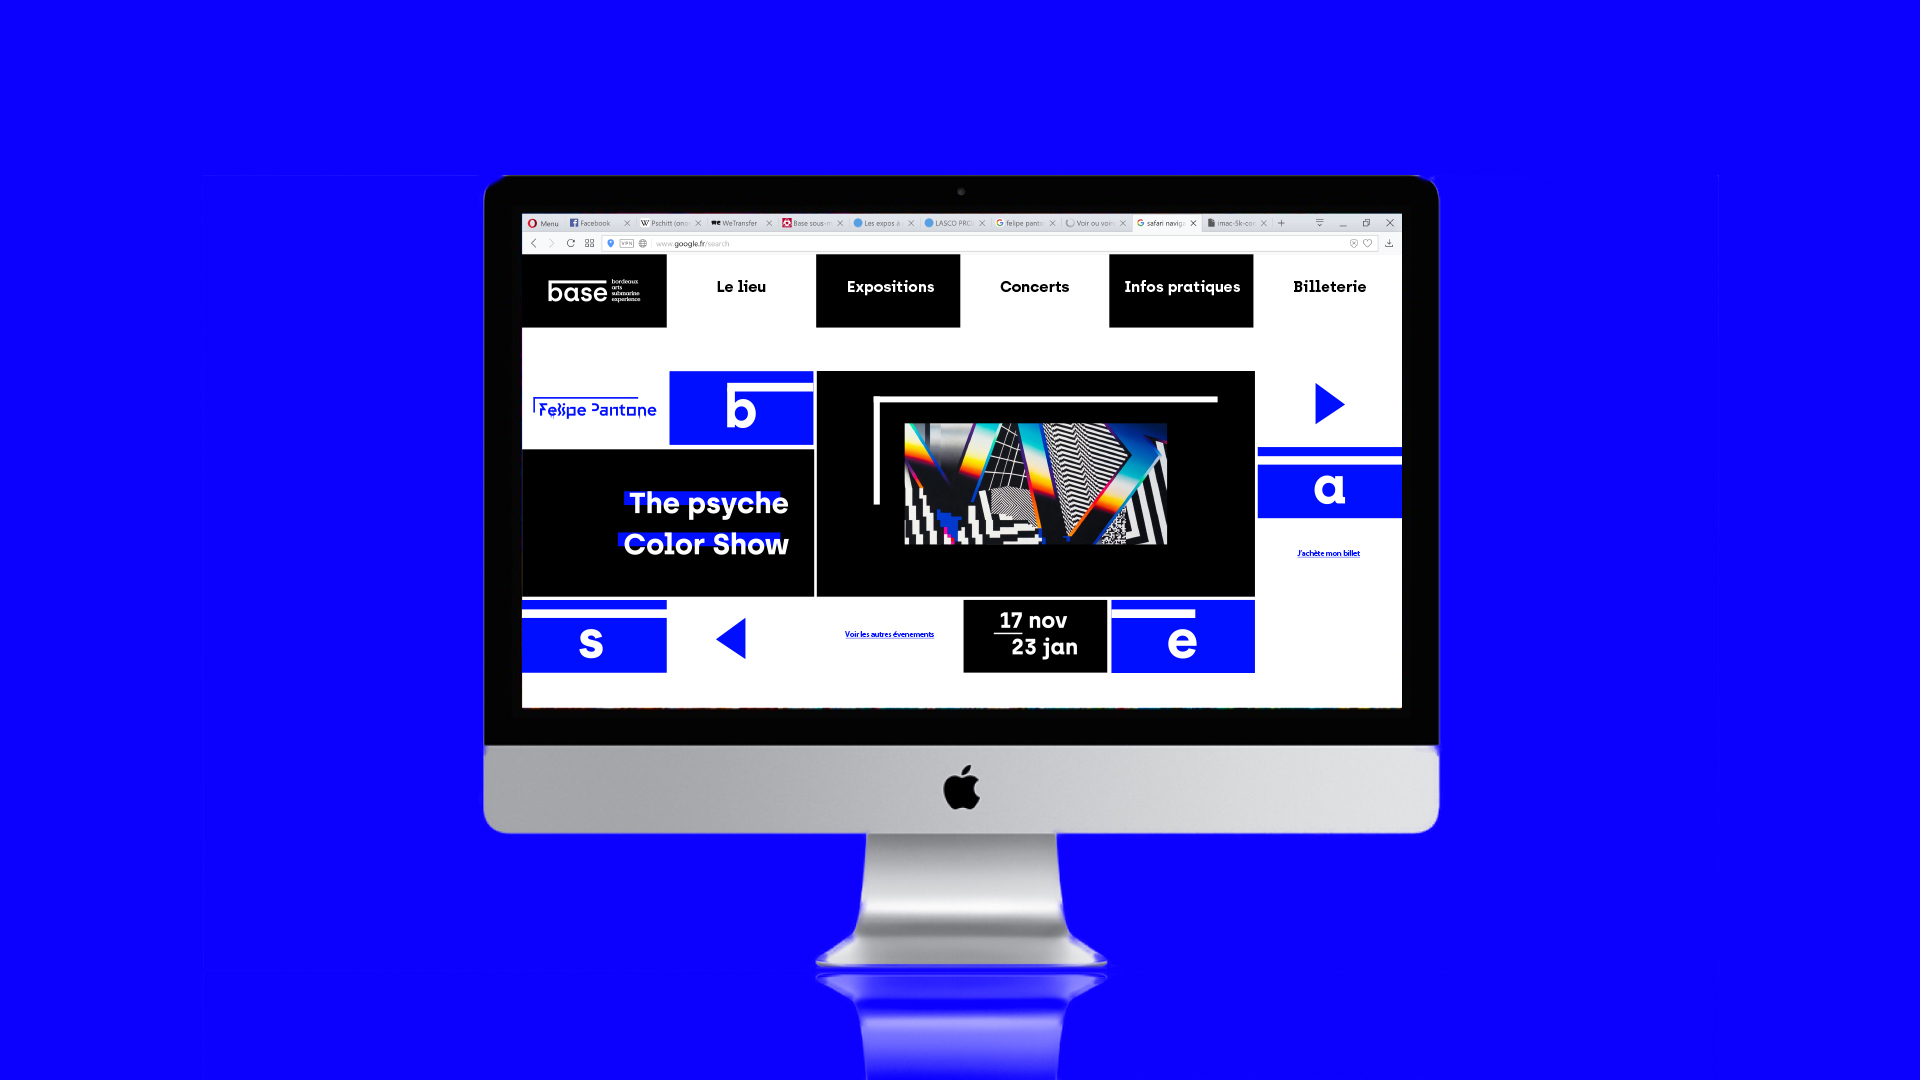 Menu
Facebook
Pschitt (ono
WeTransfer
Base sous-m
Les expos à
LASCO PRO
felipe panto
Voir ou voir
safari naviga
imac-5k-con
VPN
www.google.fr/search
base
bordeaux
arts
submarine
experience
Le lieu
Expositions
Concerts
Infos pratiques
Billeterie
Felipe Pantone
b
The psyche
Color Show
a
J'achète mon billet
s
Voir les autres évenements
17 nov
23 jan
e